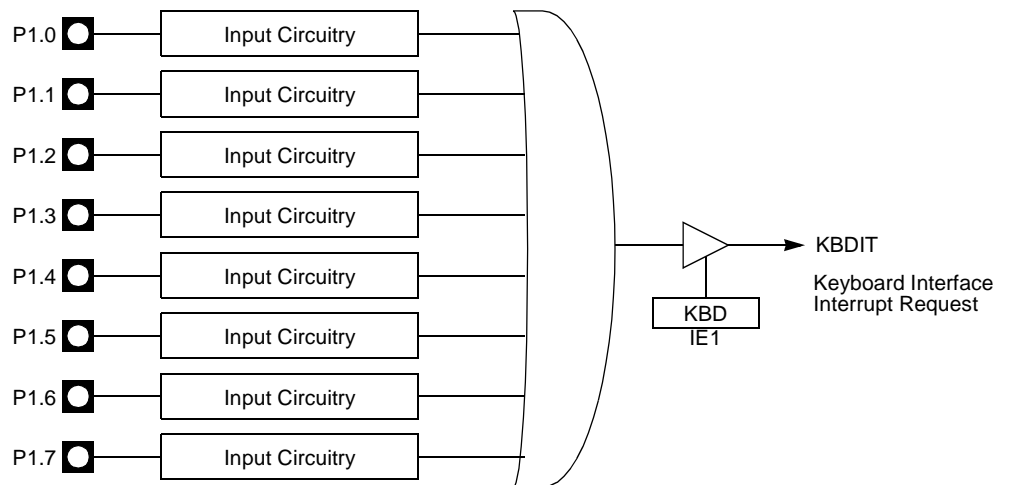 P1.0 Input Circuitry
P1.1 Input Circuitry
P1.2 Input Circuitry
P1.3 Input Circuitry
P1.4 Input Circuitry
P1.5 Input Circuitry
P1.6 Input Circuitry
P1.7 Input Circuitry
KBDIT
Keyboard Interface
Interrupt Request
KBD
IE1